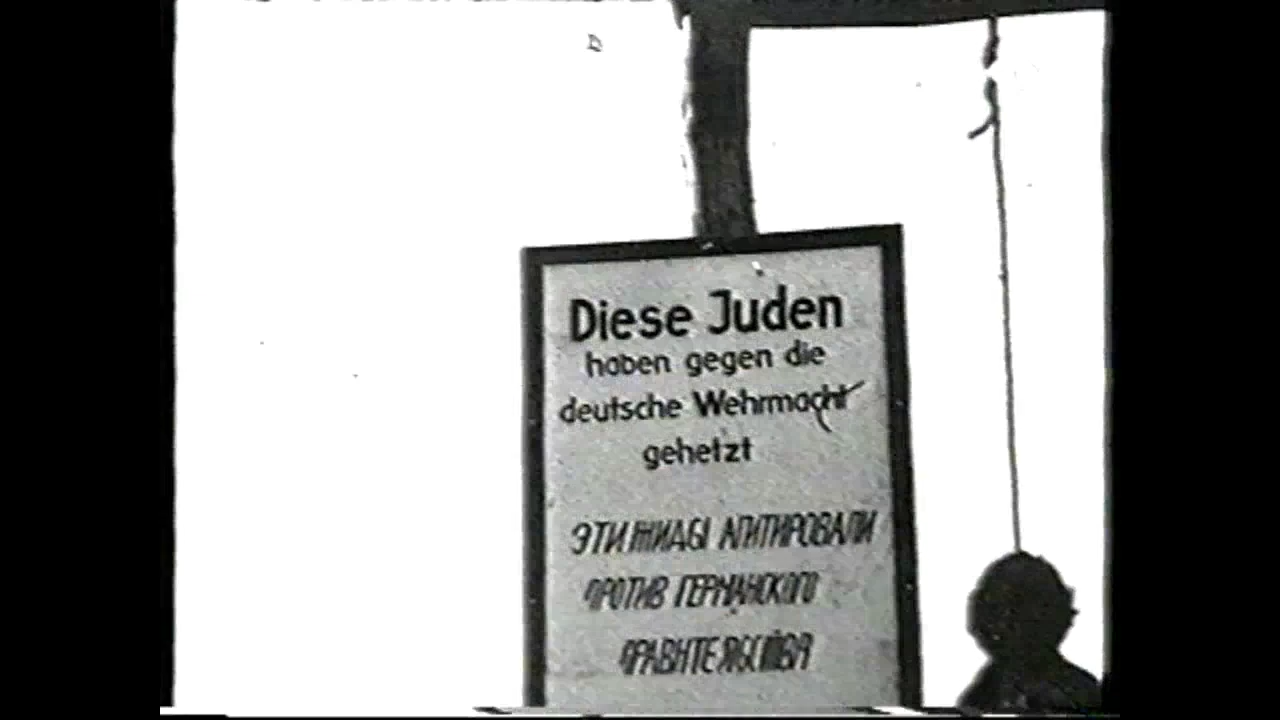 Diese Juden
haben gegen die
deutsche Wehrmacht
gehetzt
ЭТИ ЖИДЫ АГИТИРОВАЛИ
ПРОТИВ ГЕРМАНСКОГО
ПРАВИТЕЛЬСТВА